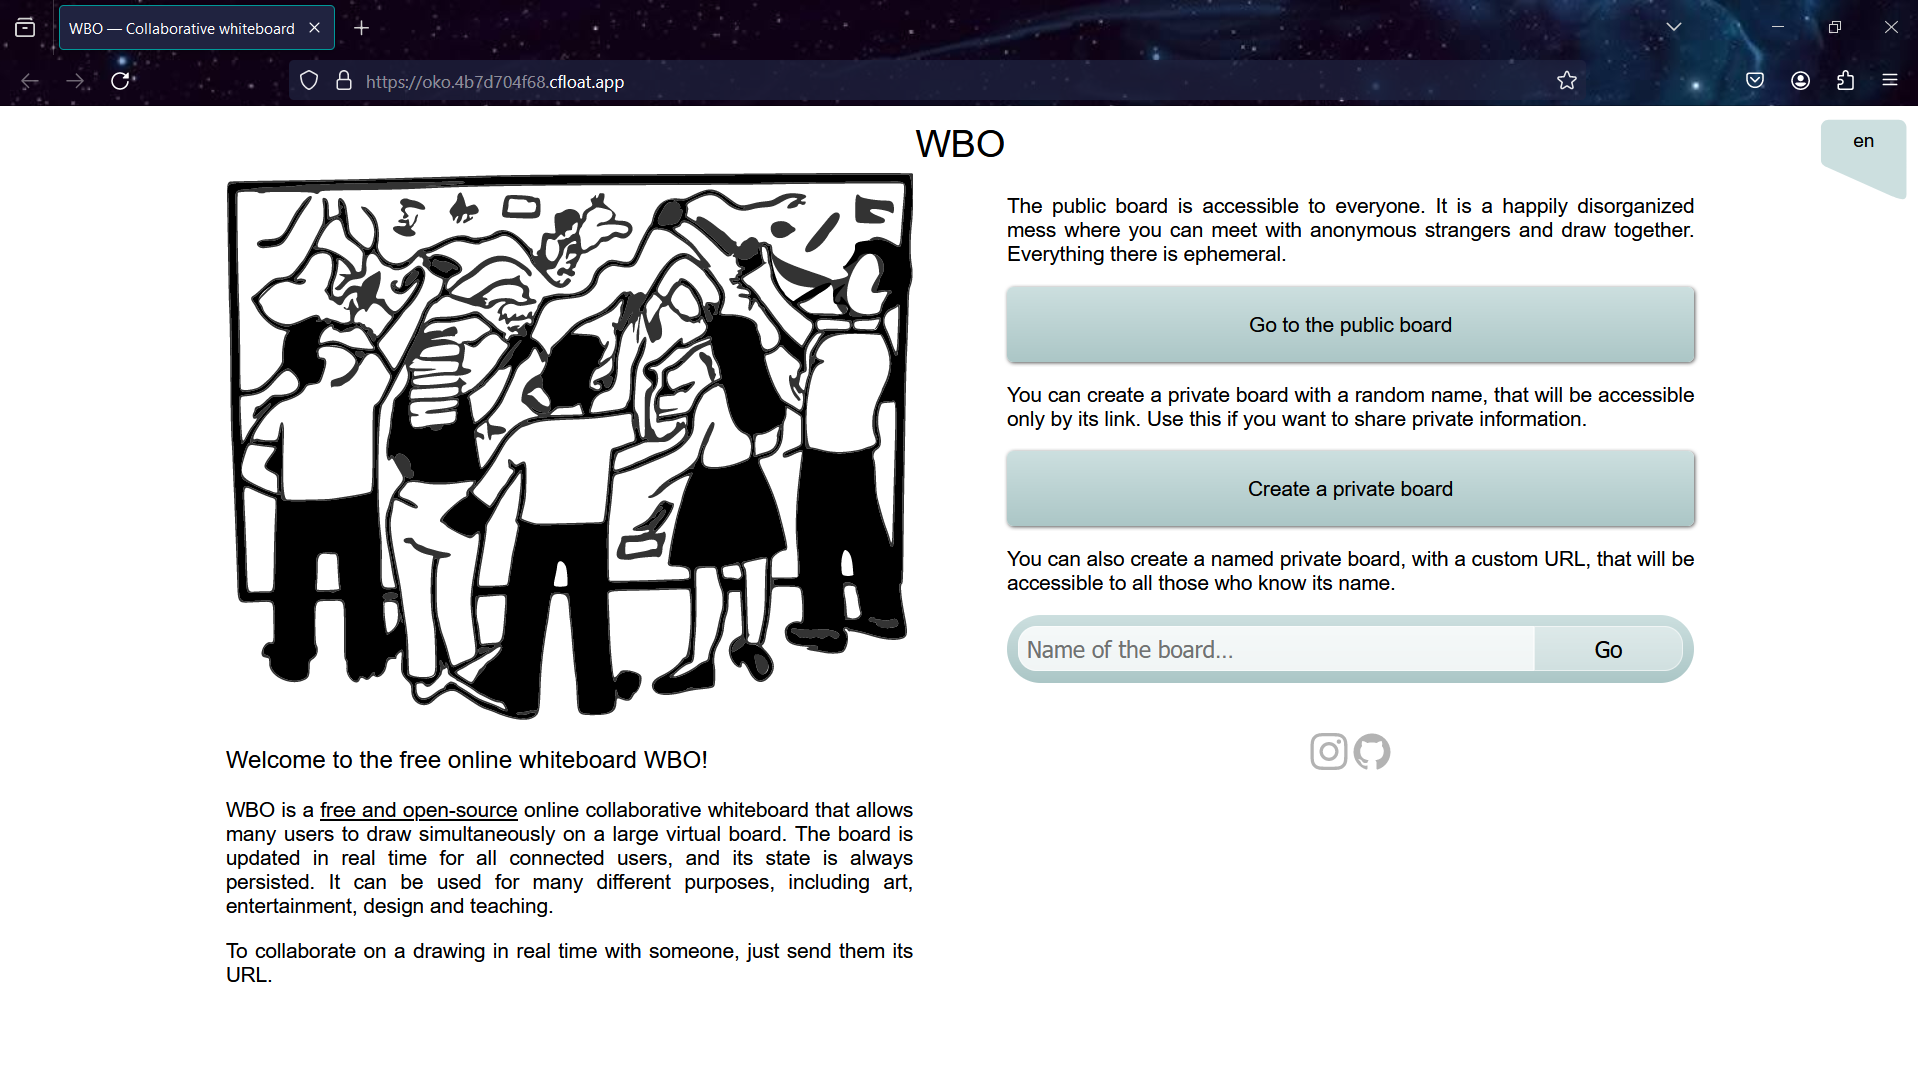 WBO — Collaborative whiteboard
https://oko.4b7d704f68.cfloat.app
WBO
en
The public board is accessible to everyone. It is a happily disorganized
mess where you can meet with anonymous strangers and draw together.
Everything there is ephemeral.
Go to the public board
You can create a private board with a random name, that will be accessible
only by its link. Use this if you want to share private information.
Create a private board
You can also create a named private board, with a custom URL, that will be
accessible to all those who know its name.
Name of the board...
Go
Welcome to the free online whiteboard WBO!
WBO is a free and open-source online collaborative whiteboard that allows
many users to draw simultaneously on a large virtual board. The board is
updated in real time for all connected users, and its state is always
persisted. It can be used for many different purposes, including art,
entertainment, design and teaching.
To collaborate on a drawing in real time with someone, just send them its
URL.